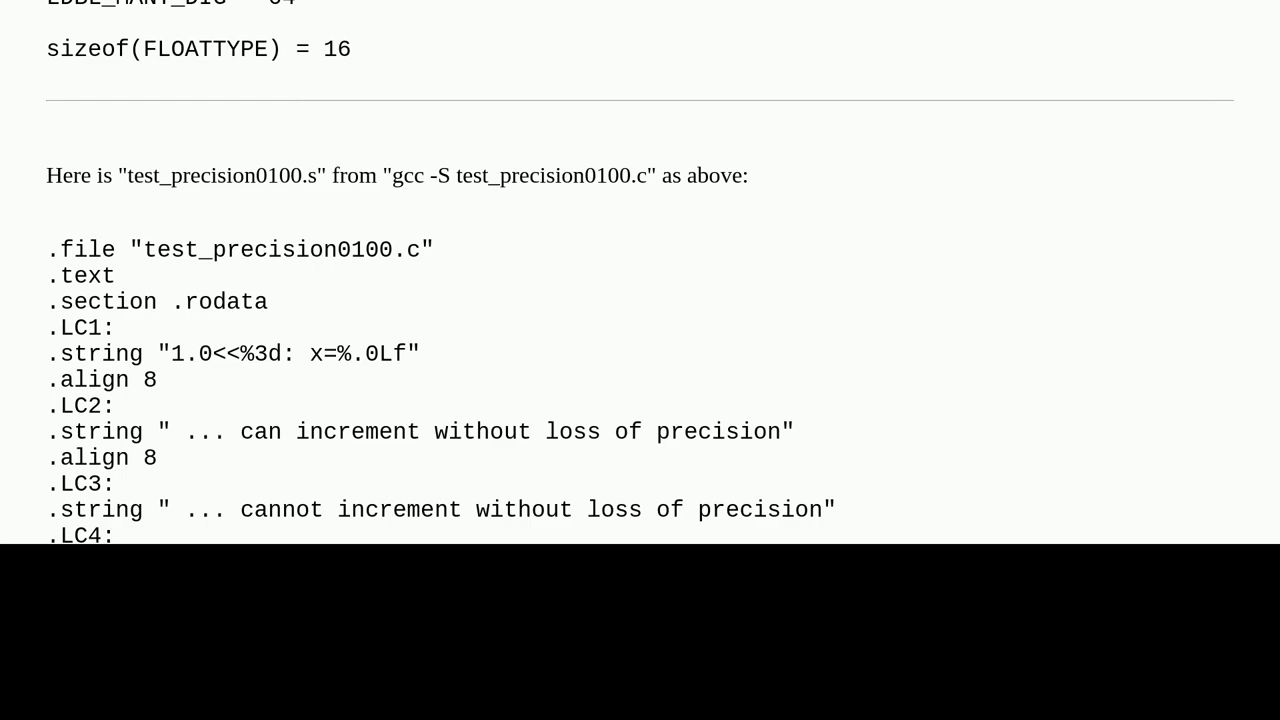 LDBL_MANT_DIG = 64
sizeof(FLOATTYPE) = 16
Here is "test_precision0100.s" from "gcc -S test_precision0100.c" as above:
.file "test_precision0100.c"
.text
.section .rodata
.LC1:
.string "1.0<<%3d: x=%.0Lf"
.align 8
.LC2:
.string " ... can increment without loss of precision"
.align 8
.LC3:
.string " ... cannot increment without loss of precision"
.LC4: